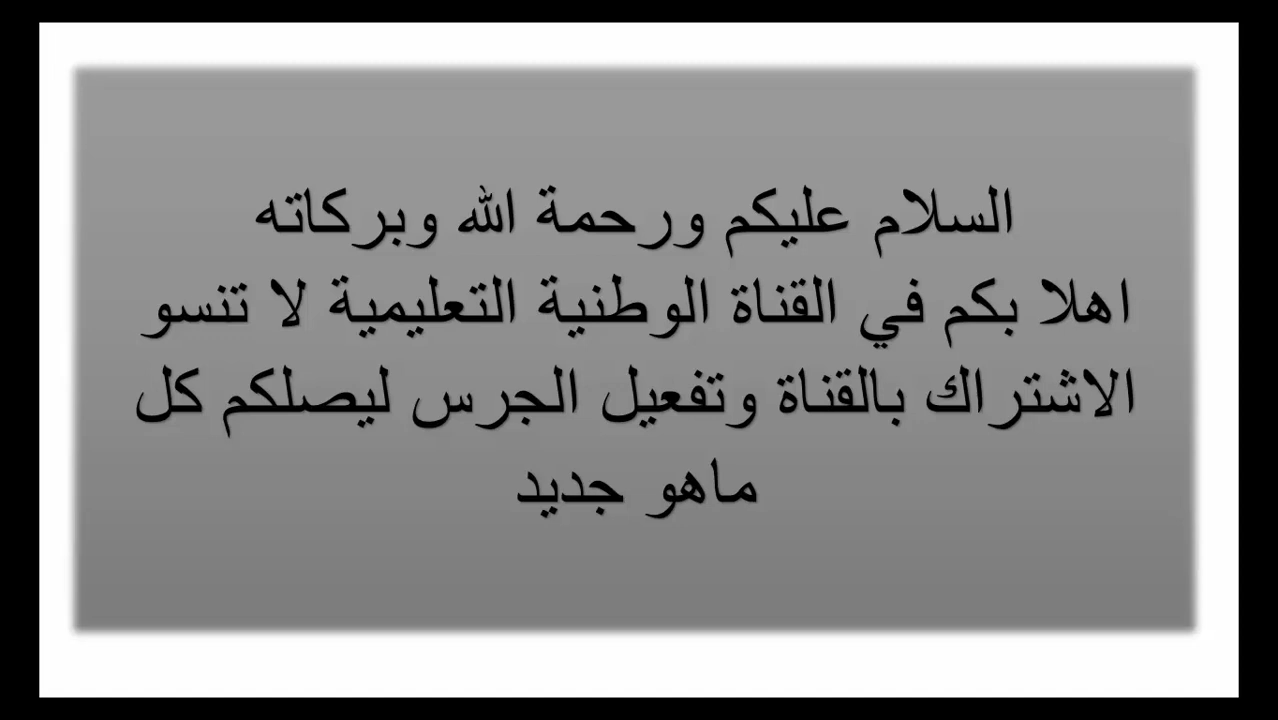 السلام عليكم ورحمة الله وبركاته
اهلا بكم في القناة الوطنية التعليمية لا تنسو
الاشتراك بالقناة وتفعيل الجرس ليصلكم كل
ماهو جديد